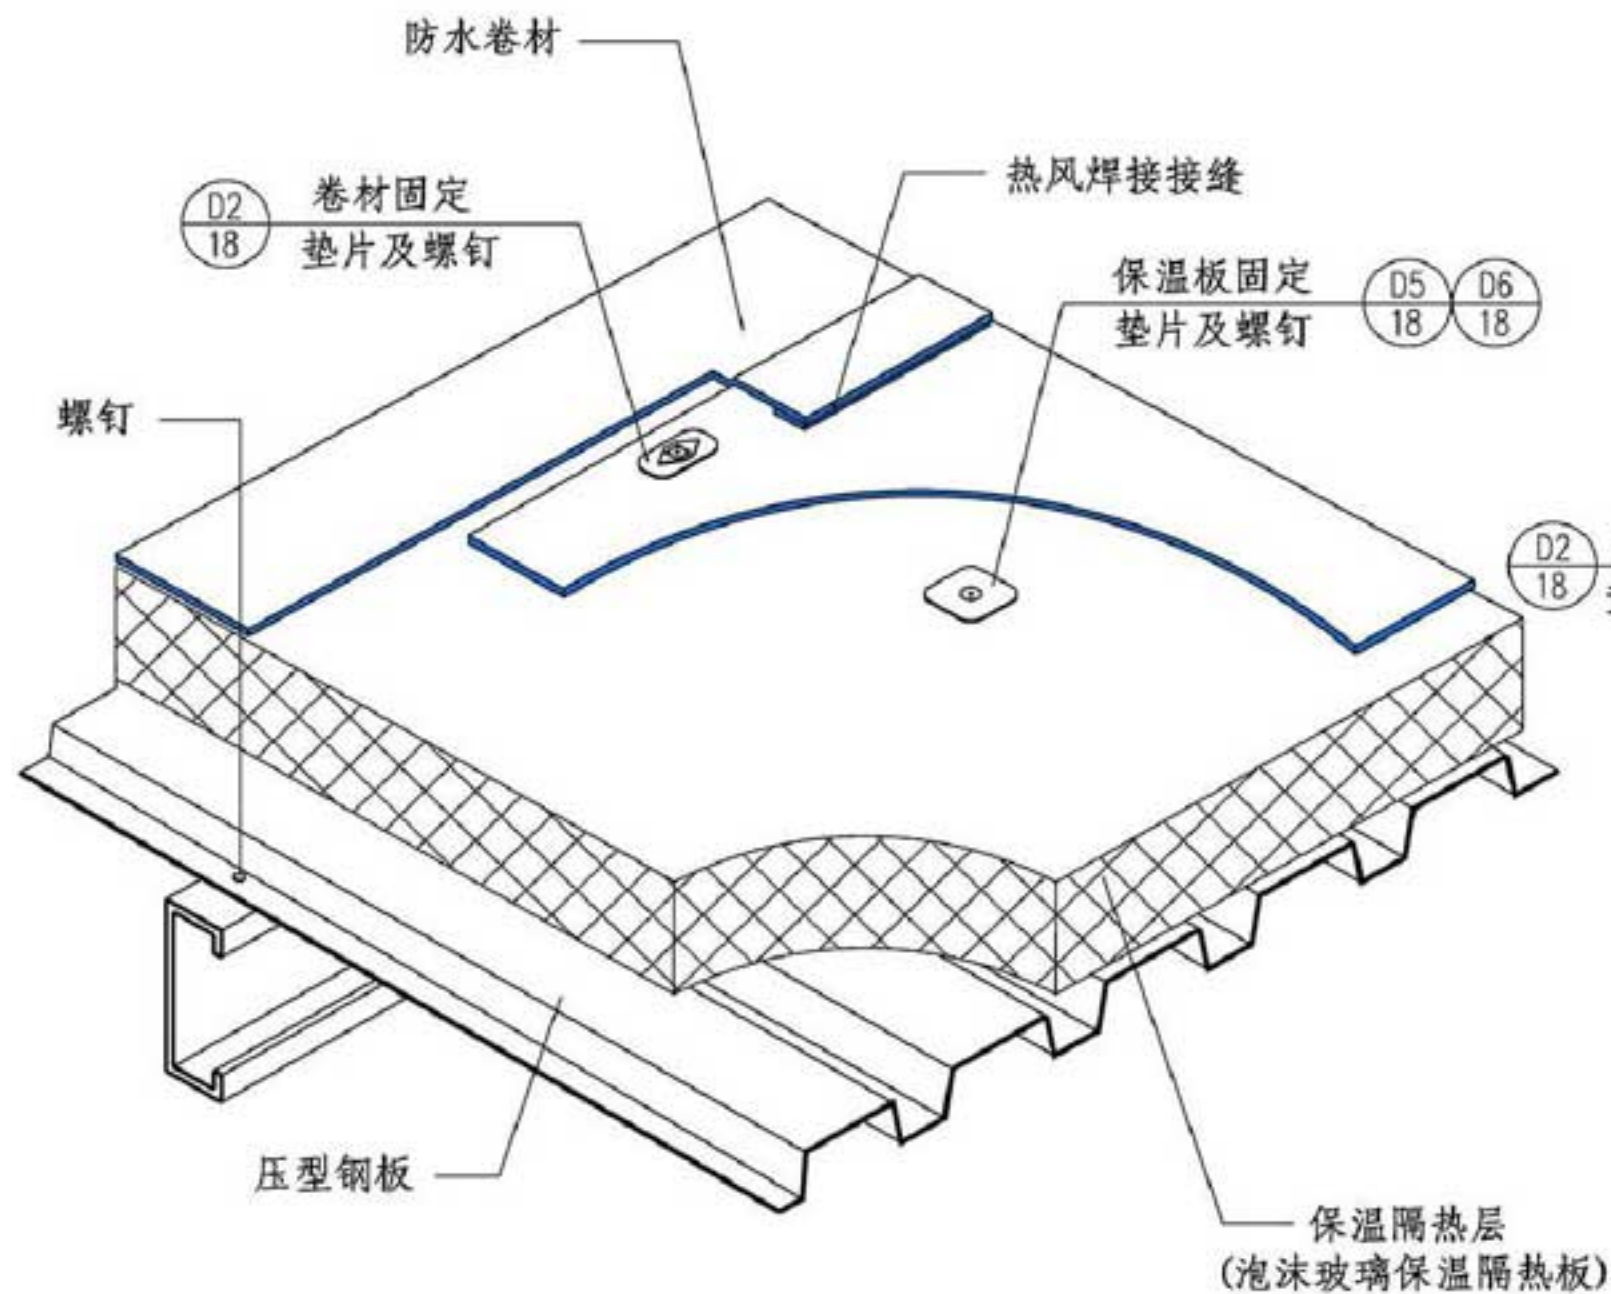 防水卷材
热风焊接接缝
D2
18
卷材固定
垫片及螺钉
保温板固定
垫片及螺钉
D5
18
D6
18
螺钉
D2
18
压型钢板
保温隔热层
(泡沫玻璃保温隔热板)